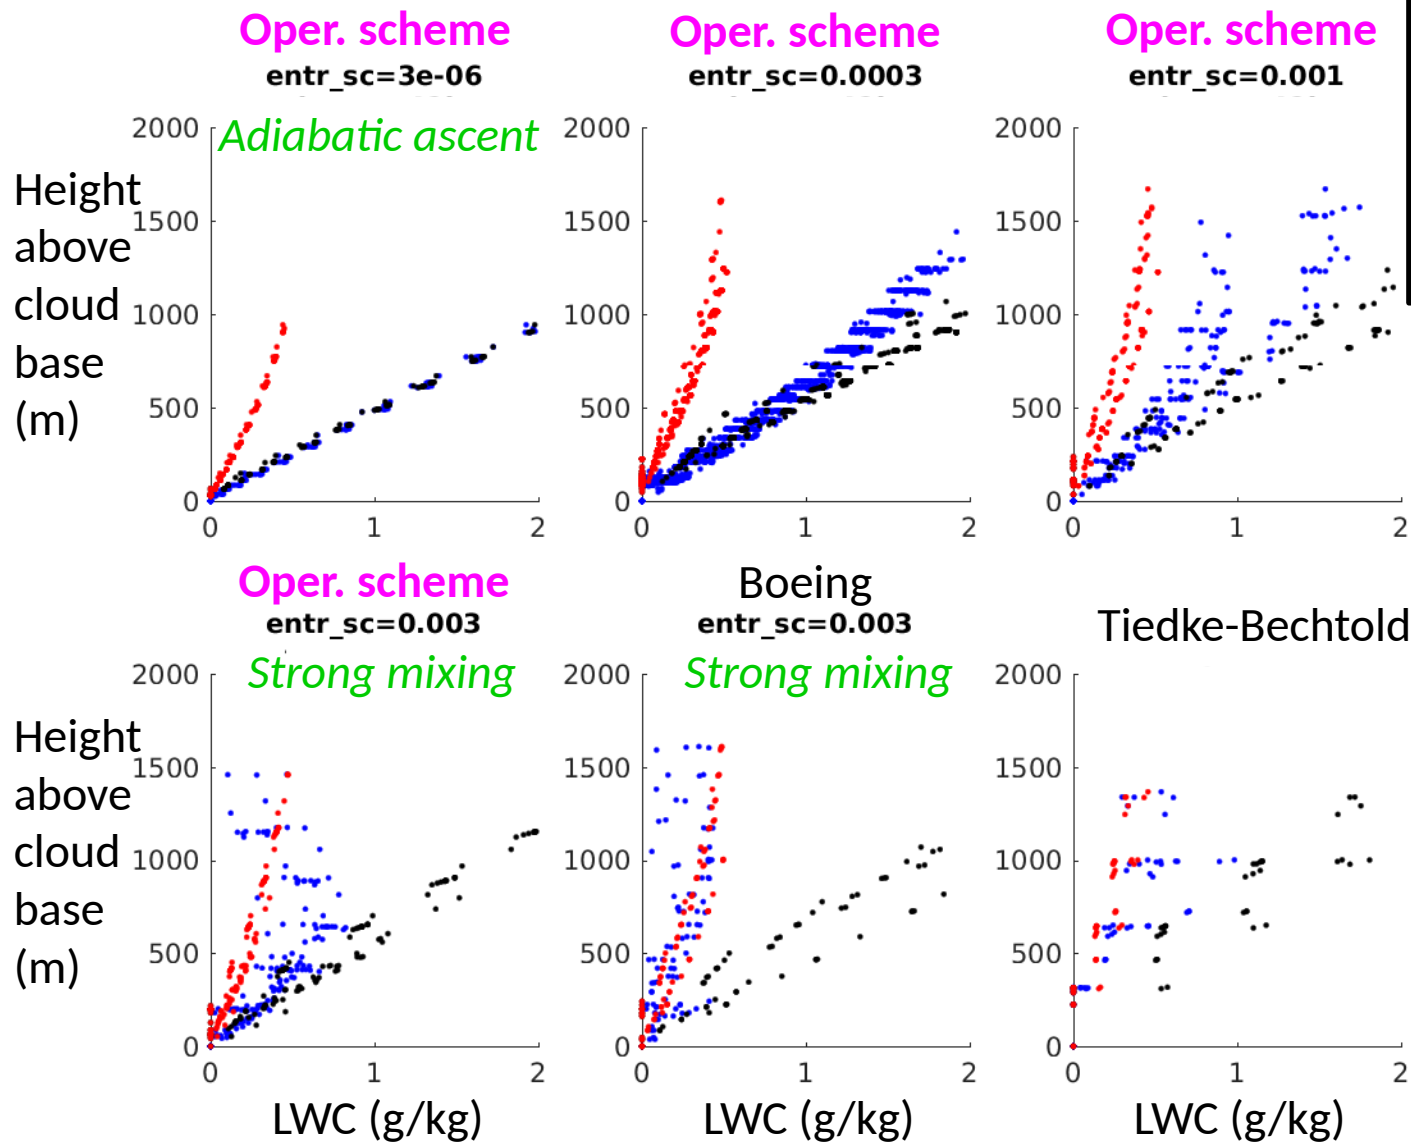 Oper. scheme
entr_sc=3e-06
Adiabatic ascent
Height
above
cloud
base
(m)
2000
1500
1000
500
0
0 1 2
Oper. scheme
entr_sc=0.0003
2000
1500
1000
500
0
0 1 2
Oper. scheme
entr_sc=0.001
2000
1500
1000
500
0
0 1 2
Oper. scheme
entr_sc=0.003
Strong mixing
Height
above
cloud
base
(m)
2000
1500
1000
500
0
0 1 2
LWC (g/kg)
Boeing
entr_sc=0.003
Strong mixing
2000
1500
1000
500
0
0 1 2
LWC (g/kg)
Tiedke-Bechtold
2000
1500
1000
500
0
0 1 2
LWC (g/kg)